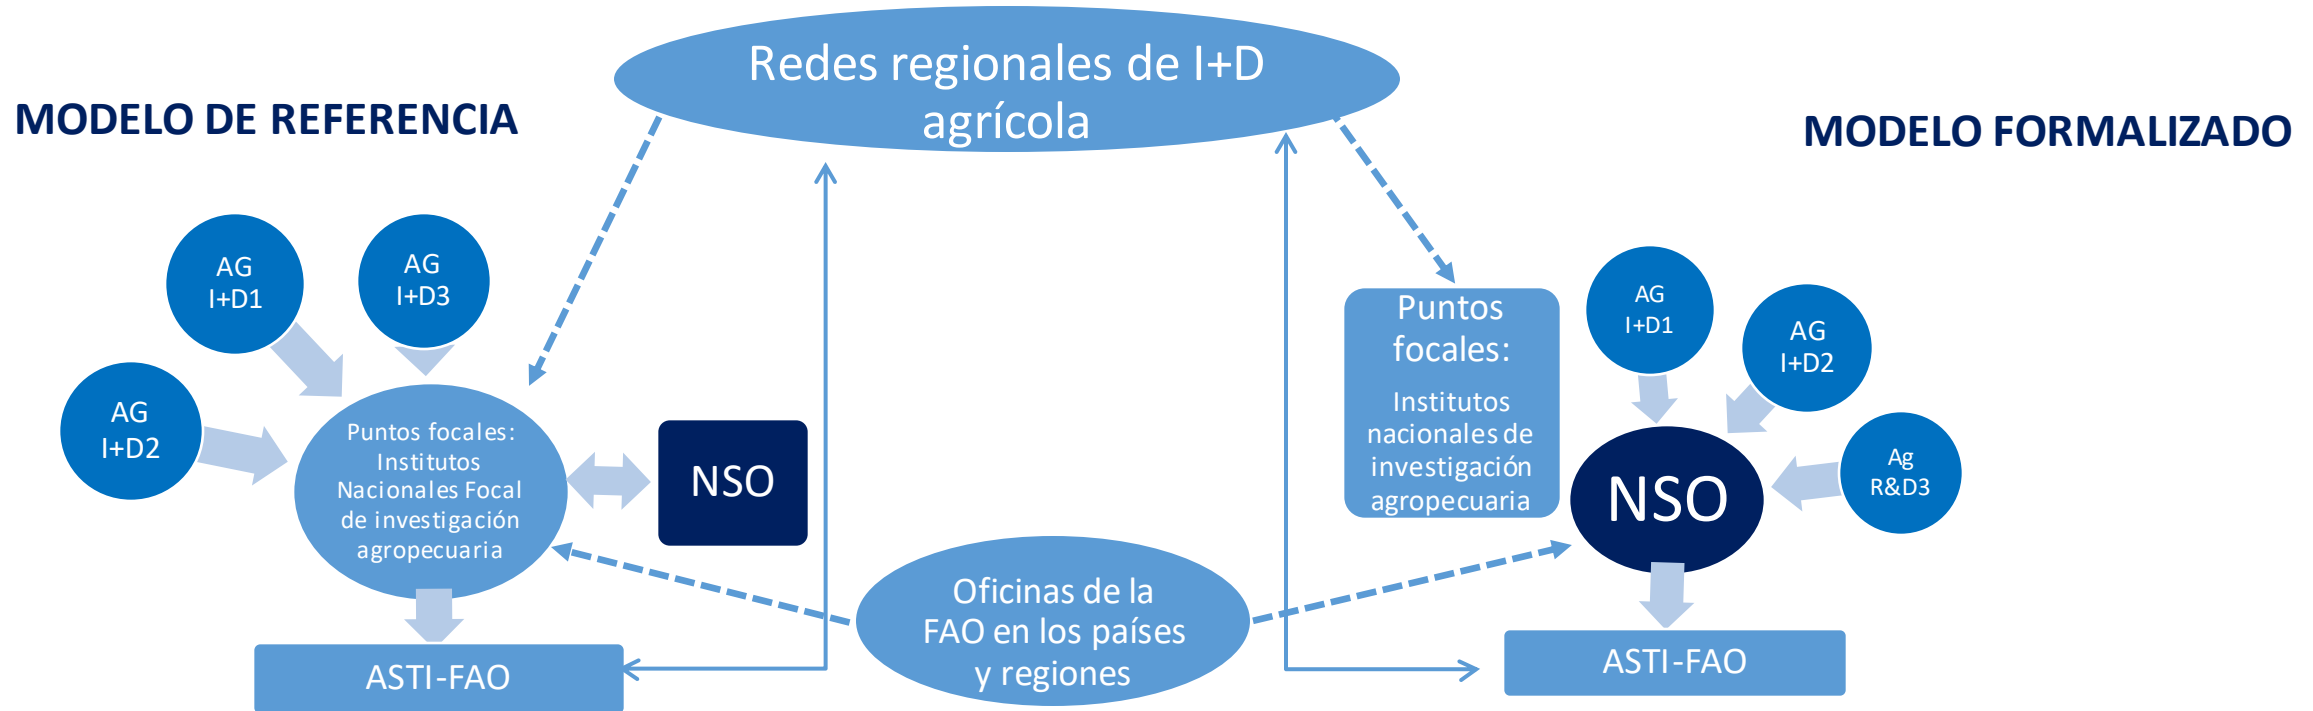 Redes regionales de I+D
agrícola
MODELO DE REFERENCIA
MODELO FORMALIZADO
AG
I+D1
AG
I+D3
AG
I+D2
Puntos focales:
Institutos
Nacionales Focal
de investigación
agropecuaria
NSO
ASTI-FAO
Oficinas de la
FAO en los países
y regiones
Puntos
focales:
Institutos
nacionales de
investigación
agropecuaria
AG
I+D1
AG
I+D2
Ag
R&D3
NSO
ASTI-FAO